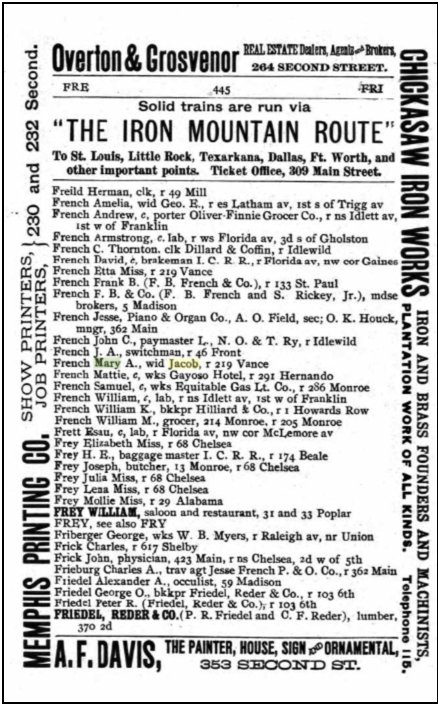 Overton & Grosvenor REAL ESTATE Dealers, Agents and Brokers,
264 SECOND STREET.
FRE 445 FRI
Solid trains are run via
"THE IRON MOUNTAIN ROUTE"
To St. Louis, Little Rock, Texarkana, Dallas, Ft. Worth, and
other important points. Ticket Office, 309 Main Street.
Freild Herman, clk, r 49 Mill
French Amelia, wid Geo. E., r es Latham av, 1st s of Trigg av
French Andrew, c, porter Oliver-Finnie Grocer Co., r ns Idlett av,
1st w of Franklin
French Armstrong, c, lab, r ws Florida av, 3d s of Gholston
French C. Thornton, clk Dillard & Coffin, r Idlewild
French David, c, brakeman I. C. R. R., r Florida av, nw cor Gaines
French Etta Miss, r 219 Vance
French Frank B. (F. B. French & Co.), r 133 St. Paul
French F. B. & Co. (F. B. French and S. Rickey, Jr.), mdse
brokers, 5 Madison
French Jesse, Piano & Organ Co., A. O. Field, sec; O. K. Houck,
mngr, 362 Main
French John C., paymaster L., N. O. & T. Ry, r Idlewild
French J. A., switchman, r 46 Front
French Mary A., wid Jacob, r 219 Vance
French Mattie, c, wks Gayoso Hotel, r 291 Hernando
French Samuel, c, wks Equitable Gas Lt. Co., r 286 Monroe
French William, c, lab, r ns Idlett av, 1st w of Franklin
French William K., bkkpr Hilliard & Co., r 1 Howards Row
French William M., grocer, 214 Monroe, r 205 Monroe
Frett Esau, c, lab, r Florida av, nw cor McLemore av
Frey Elizabeth Miss, r 68 Chelsea
Frey H. E., baggage master I. C. R. R., r 174 Beale
Frey Joseph, butcher, 13 Monroe, r 68 Chelsea
Frey Julia Miss, r 68 Chelsea
Frey Lena Miss, r 68 Chelsea
Frey Mollie Miss, r 29 Alabama
FREY WILLIAM, saloon and restaurant, 31 and 33 Poplar
FREY, see also FRY
Friberger George, wks W. B. Myers, r Raleigh av, nr Union
Frick Charles, r 617 Shelby
Frick John, physician, 423 Main, r ns Chelsea, 2d w of 5th
Frieburg Charles A., trav agt Jesse French P. & O. Co., r 362 Main
Friedel Alexander A., occulist, 59 Madison
Friedel George O., bkkpr Friedel, Reder & Co., r 103 6th
Friedel Peter R. (Friedel, Reder & Co.), r 103 6th
FRIEDEL, REDER & CO. (P. R. Friedel and C. F. Reder), lumber,
370 2d
A. F. DAVIS, THE PAINTER, HOUSE, SIGN and ORNAMENTAL,
353 SECOND ST.
MEMPHIS PRINTING CO. SHOW PRINTERS, JOB PRINTERS, } 230 and 232 Second.
CHICKASAW IRON WORKS IRON AND BRASS FOUNDERS AND MACHINISTS,
PLANTATION WORK OF ALL KINDS. Telephone 115.